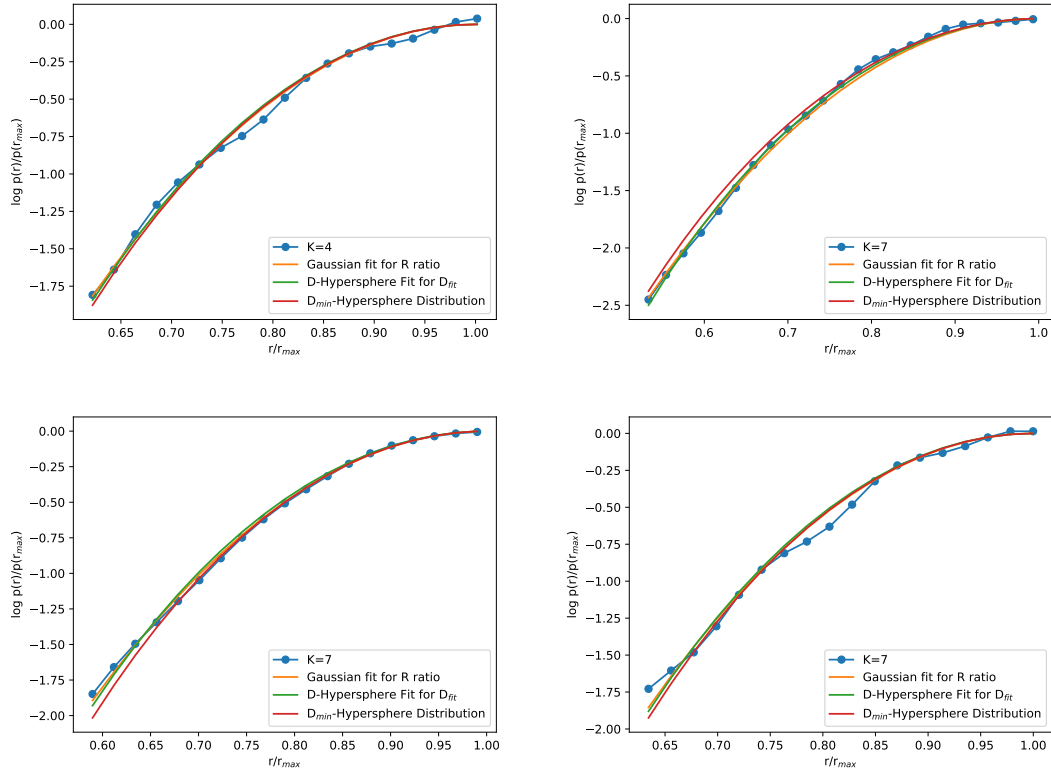 0.00
−0.25
−0.50
−0.75
−1.00
−1.25
−1.50
−1.75
log p(r)/p(r_max)
0.65 0.70 0.75 0.80 0.85 0.90 0.95 1.00
r/r_max
K=4
Gaussian fit for R ratio
D-Hypersphere Fit for D_fit
D_min-Hypersphere Distribution
0.0
−0.5
−1.0
−1.5
−2.0
−2.5
log p(r)/p(r_max)
0.6 0.7 0.8 0.9 1.0
r/r_max
K=7
Gaussian fit for R ratio
D-Hypersphere Fit for D_fit
D_min-Hypersphere Distribution
0.00
−0.25
−0.50
−0.75
−1.00
−1.25
−1.50
−1.75
−2.00
log p(r)/p(r_max)
0.60 0.65 0.70 0.75 0.80 0.85 0.90 0.95 1.00
r/r_max
K=7
Gaussian fit for R ratio
D-Hypersphere Fit for D_fit
D_min-Hypersphere Distribution
0.00
−0.25
−0.50
−0.75
−1.00
−1.25
−1.50
−1.75
−2.00
log p(r)/p(r_max)
0.65 0.70 0.75 0.80 0.85 0.90 0.95 1.00
r/r_max
K=7
Gaussian fit for R ratio
D-Hypersphere Fit for D_fit
D_min-Hypersphere Distribution